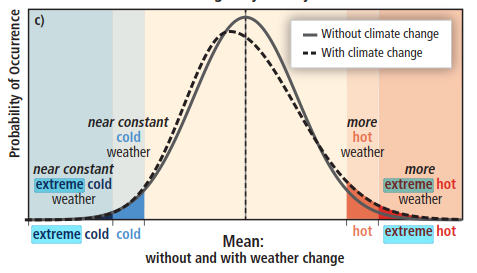 c)
Without climate change
With climate change
Probability of Occurrence
near constant
cold
weather
more
hot
weather
near constant
extreme cold
weather
more
extreme hot
weather
extreme cold cold
hot extreme hot
Mean:
without and with weather change